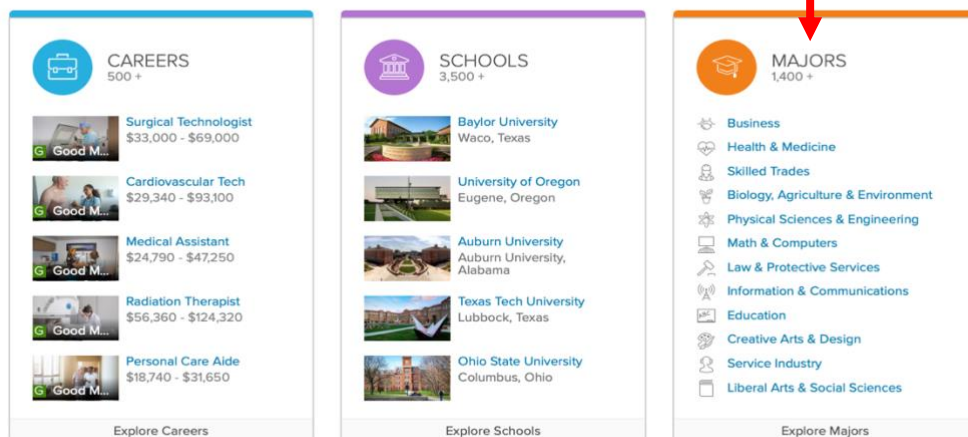 CAREERS
500 +
Surgical Technologist
$33,000 - $69,000
G Good M...
Cardiovascular Tech
$29,340 - $93,100
G Good M...
Medical Assistant
$24,790 - $47,250
G Good M...
Radiation Therapist
$56,360 - $124,320
G Good M...
Personal Care Aide
$18,740 - $31,650
G Good M...
Explore Careers
SCHOOLS
3,500 +
Baylor University
Waco, Texas
University of Oregon
Eugene, Oregon
Auburn University
Auburn University,
Alabama
Texas Tech University
Lubbock, Texas
Ohio State University
Columbus, Ohio
Explore Schools
MAJORS
1,400 +
Business
Health & Medicine
Skilled Trades
Biology, Agriculture & Environment
Physical Sciences & Engineering
Math & Computers
Law & Protective Services
Information & Communications
Education
Creative Arts & Design
Service Industry
Liberal Arts & Social Sciences
Explore Majors